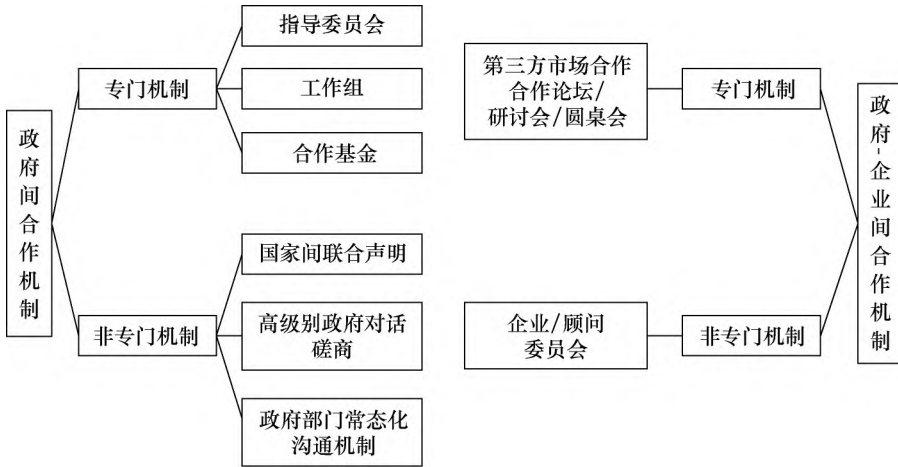 政府间合作机制
专门机制
指导委员会
工作组
合作基金
非专门机制
国家间联合声明
高级别政府对话
磋商
政府部门常态化
沟通机制
第三方市场合作
合作论坛/
研讨会/圆桌会
专门机制
企业/顾问
委员会
非专门机制
政府-企业间合作机制